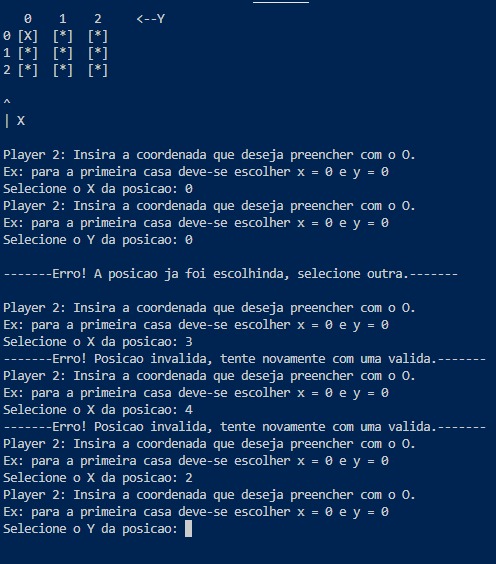 0 1 2 <--Y
0 [X] [*] [*]
1 [*] [*] [*]
2 [*] [*] [*]
^
| X
Player 2: Insira a coordenada que deseja preencher com o O.
Ex: para a primeira casa deve-se escolher x = 0 e y = 0
Selecione o X da posicao: 0
Player 2: Insira a coordenada que deseja preencher com o O.
Ex: para a primeira casa deve-se escolher x = 0 e y = 0
Selecione o Y da posicao: 0
-------Erro! A posicao ja foi escolhinda, selecione outra.-------
Player 2: Insira a coordenada que deseja preencher com o O.
Ex: para a primeira casa deve-se escolher x = 0 e y = 0
Selecione o X da posicao: 3
-------Erro! Posicao invalida, tente novamente com uma valida.-------
Player 2: Insira a coordenada que deseja preencher com o O.
Ex: para a primeira casa deve-se escolher x = 0 e y = 0
Selecione o X da posicao: 4
-------Erro! Posicao invalida, tente novamente com uma valida.-------
Player 2: Insira a coordenada que deseja preencher com o O.
Ex: para a primeira casa deve-se escolher x = 0 e y = 0
Selecione o X da posicao: 2
Player 2: Insira a coordenada que deseja preencher com o O.
Ex: para a primeira casa deve-se escolher x = 0 e y = 0
Selecione o Y da posicao: